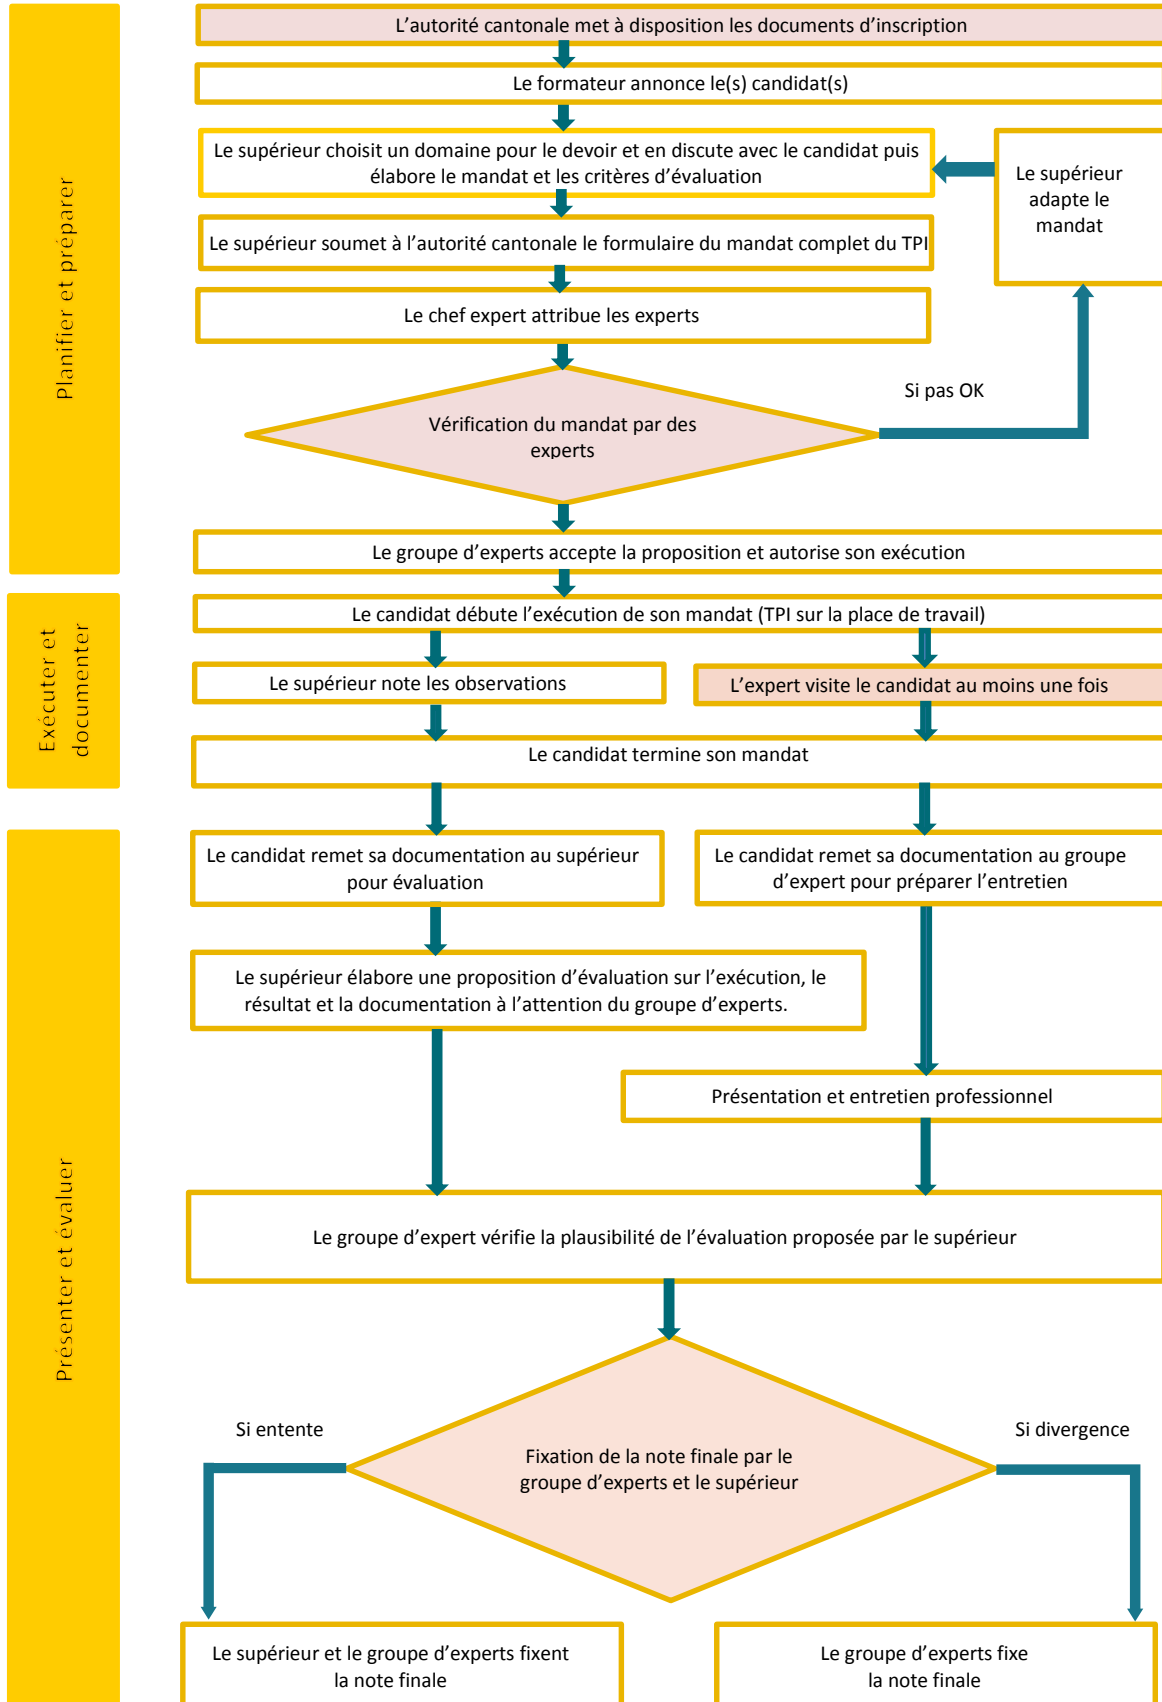 L’autorité cantonale met à disposition les documents d’inscription
Le formateur annonce le(s) candidat(s)
Le supérieur choisit un domaine pour le devoir et en discute avec le candidat puis
élabore le mandat et les critères d’évaluation
Le supérieur
adapte le
mandat
Le supérieur soumet à l’autorité cantonale le formulaire du mandat complet du TPI
Le chef expert attribue les experts
Planifier et préparer
Si pas OK
Vérification du mandat par des
experts
Le groupe d’experts accepte la proposition et autorise son exécution
Le candidat débute l’exécution de son mandat (TPI sur la place de travail)
Exécuter et
documenter
Le supérieur note les observations
L’expert visite le candidat au moins une fois
Le candidat termine son mandat
Le candidat remet sa documentation au supérieur
pour évaluation
Le candidat remet sa documentation au groupe
d’expert pour préparer l’entretien
Le supérieur élabore une proposition d’évaluation sur l’exécution, le
résultat et la documentation à l’attention du groupe d’experts.
Présentation et entretien professionnel
Présenter et évaluer
Le groupe d’expert vérifie la plausibilité de l’évaluation proposée par le supérieur
Si entente
Si divergence
Fixation de la note finale par le
groupe d’experts et le supérieur
Le supérieur et le groupe d’experts fixent
la note finale
Le groupe d’experts fixe
la note finale